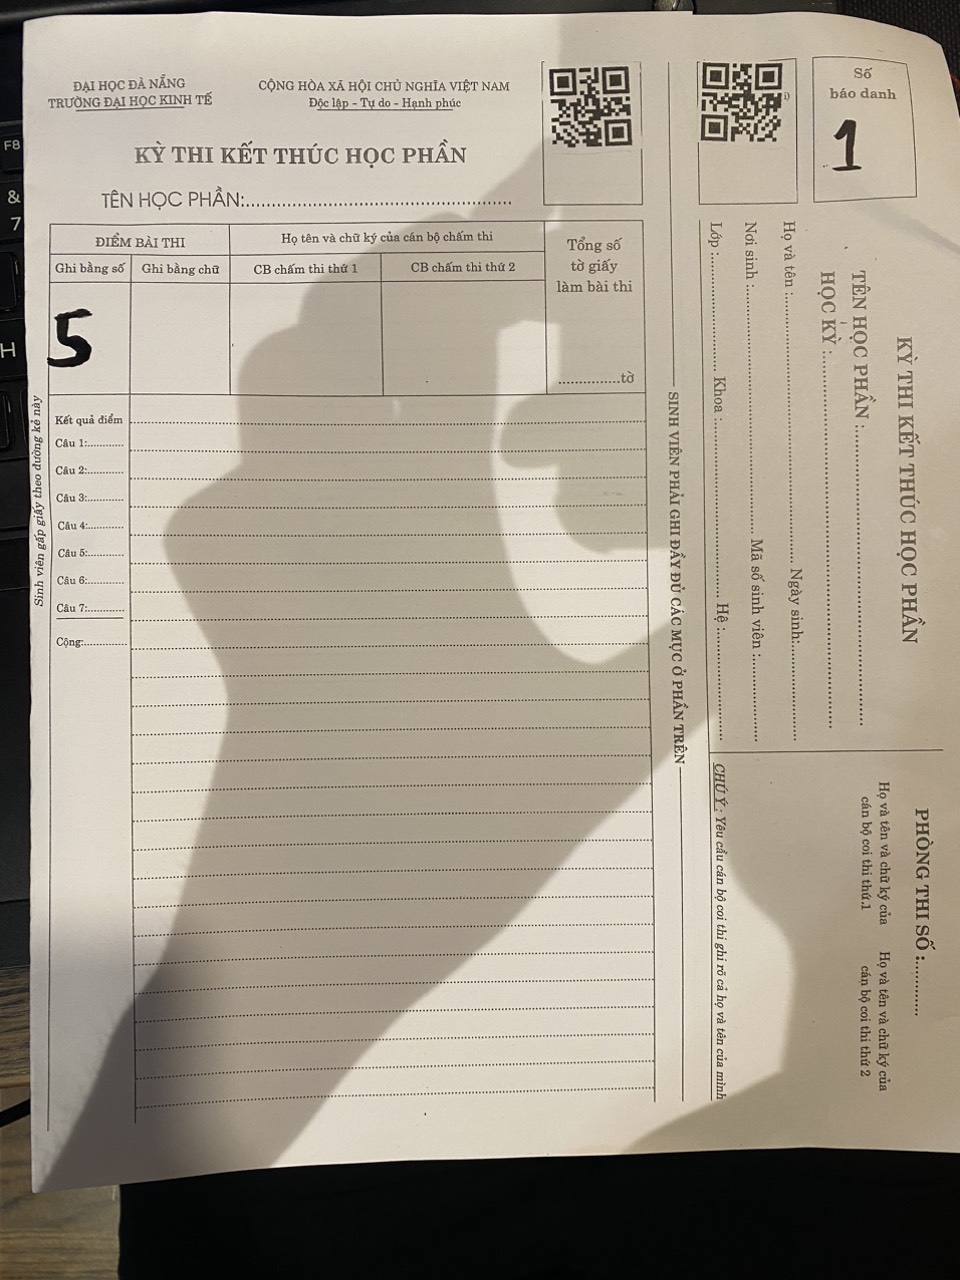 ĐẠI HỌC ĐÀ NẴNG
TRƯỜNG ĐẠI HỌC KINH TẾ
CỘNG HÒA XÃ HỘI CHỦ NGHĨA VIỆT NAM
Độc lập - Tự do - Hạnh phúc
KỲ THI KẾT THÚC HỌC PHẦN
TÊN HỌC PHẦN:..........
ĐIỂM BÀI THI
Họ tên và chữ ký của cán bộ chấm thi
Tổng số
tờ giấy
làm bài thi
Ghi bằng số
Ghi bằng chữ
CB chấm thi thứ 1
CB chấm thi thứ 2
5
...............tờ
Kết quả điểm
Câu 1:............
Câu 2:............
Câu 3:............
Câu 4:............
Câu 5:............
Câu 6:............
Câu 7:............
Cộng:..............
Sinh viên gấp giấy theo đường kẻ này
Số
báo danh
1
KỲ THI KẾT THÚC HỌC PHẦN
TÊN HỌC PHẦN :..........
HỌC KỲ :..........
Họ và tên :.......... Ngày sinh:..........
Nơi sinh :.......... Mã số sinh viên :..........
Lớp :.......... Khoa :.......... Hệ :..........
SINH VIÊN PHẢI GHI ĐẦY ĐỦ CÁC MỤC Ở PHẦN TRÊN
PHÒNG THI SỐ :............
Họ và tên và chữ ký của
cán bộ coi thi thứ.1
Họ và tên và chữ ký của
cán bộ coi thi thứ 2
CHÚ Ý : Yêu cầu cán bộ coi thi ghi rõ cả họ và tên của mình
F8
&
7
H